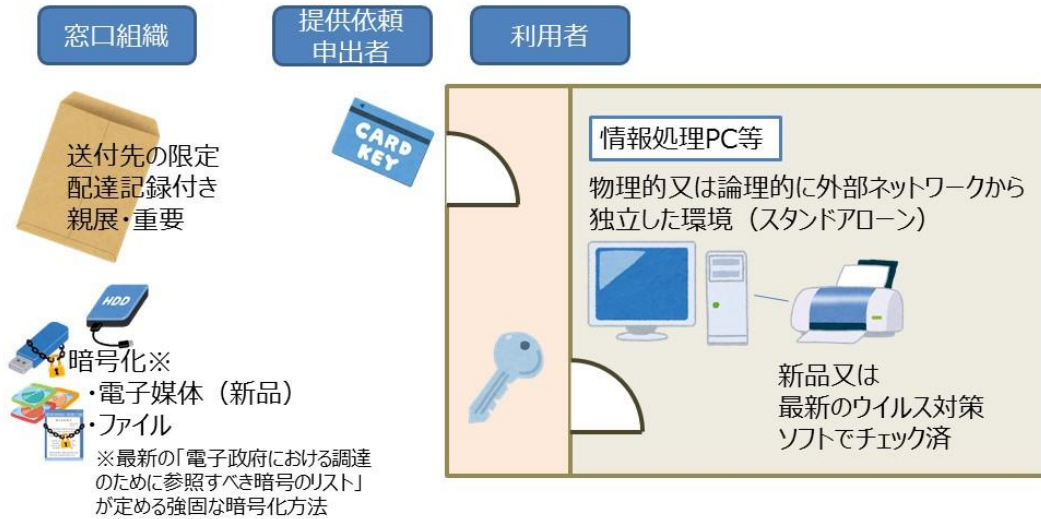 窓口組織
提供依頼
申出者
利用者
送付先の限定
配達記録付き
親展・重要
CARD
KEY
情報処理PC等
物理的又は論理的に外部ネットワークから
独立した環境（スタンドアローン）
HDD
暗号化※
・電子媒体（新品）
・ファイル
※最新の「電子政府における調達
のために参照すべき暗号のリスト」
が定める強固な暗号化方法
新品又は
最新のウイルス対策
ソフトでチェック済